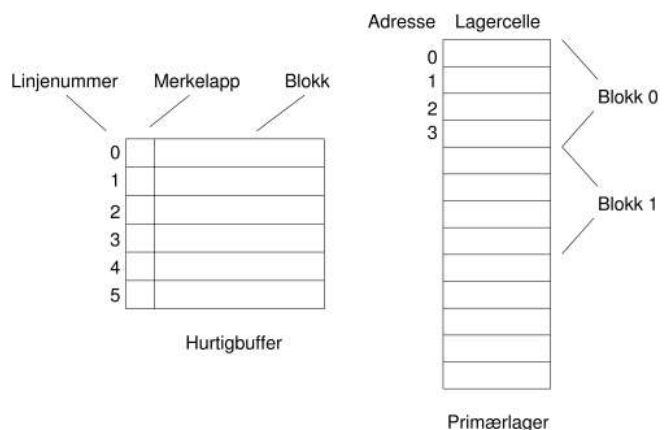 Adresse Lagercelle
0
1
2
3
Blokk 0
Blokk 1
Primærlager
Linjenummer Merkelapp Blokk
0
1
2
3
4
5
Hurtigbuffer